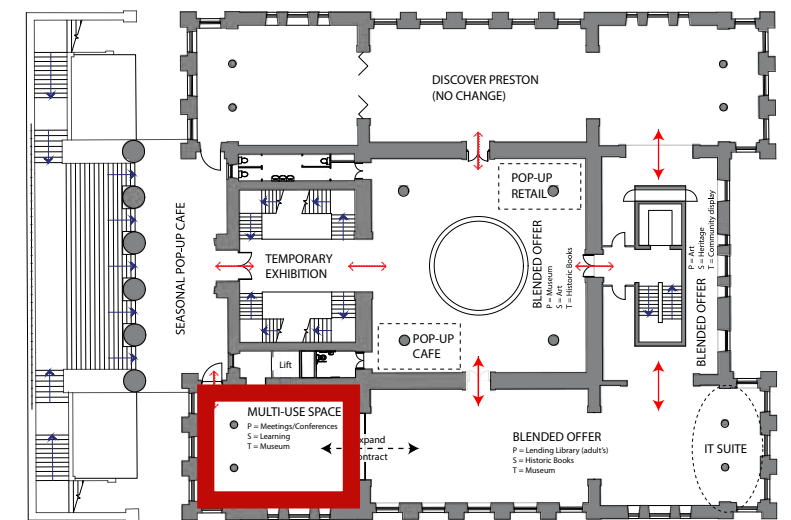 DISCOVER PRESTON
(NO CHANGE)
POP-UP
RETAIL
SEASONAL POP-UP CAFE
TEMPORARY
EXHIBITION
BLENDED OFFER
P = Museum
S = Art
T = Historic Books
BLENDED OFFER
P = Art
S = Heritage
T = Community display
POP-UP
CAFE
Lift
MULTI-USE SPACE
P = Meetings/Conferences
S = Learning
T = Museum
xpand
ontract
BLENDED OFFER
P = Lending Library (adult's)
S = Historic Books
T = Museum
IT SUITE